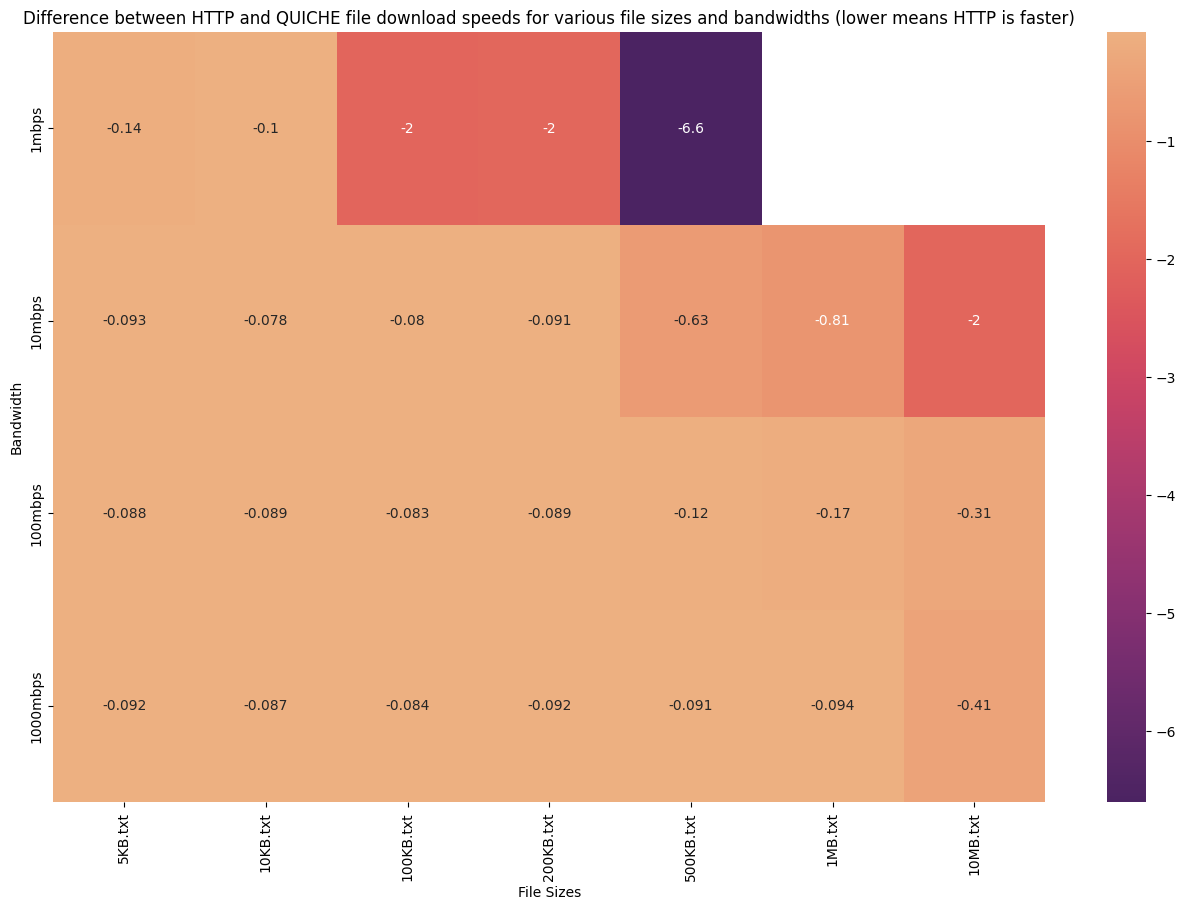 Difference between HTTP and QUICHE file download speeds for various file sizes and bandwidths (lower means HTTP is faster)
Bandwidth
1mbps
-0.14 -0.1 -2 -2 -6.6
10mbps
-0.093 -0.078 -0.08 -0.091 -0.63 -0.81 -2
100mbps
-0.088 -0.089 -0.083 -0.089 -0.12 -0.17 -0.31
1000mbps
-0.092 -0.087 -0.084 -0.092 -0.091 -0.094 -0.41
5KB.txt
10KB.txt
100KB.txt
200KB.txt
500KB.txt
1MB.txt
10MB.txt
File Sizes
−1
−2
−3
−4
−5
−6